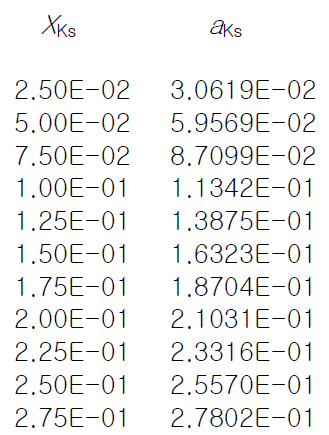 XKs aKs
2.50E-02 3.0619E-02
5.00E-02 5.9569E-02
7.50E-02 8.7099E-02
1.00E-01 1.1342E-01
1.25E-01 1.3875E-01
1.50E-01 1.6323E-01
1.75E-01 1.8704E-01
2.00E-01 2.1031E-01
2.25E-01 2.3316E-01
2.50E-01 2.5570E-01
2.75E-01 2.7802E-01